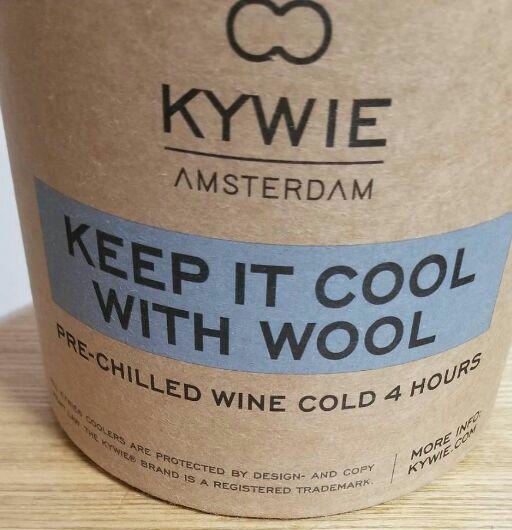 KYWIE
AMSTERDAM
KEEP IT COOL
WITH WOOL
PRE-CHILLED WINE COLD 4 HOURS
KYWIE® COOLERS ARE PROTECTED BY DESIGN- AND COPY
THE KYWIE® BRAND IS A REGISTERED TRADEMARK.
MORE INFO:
KYWIE.COM